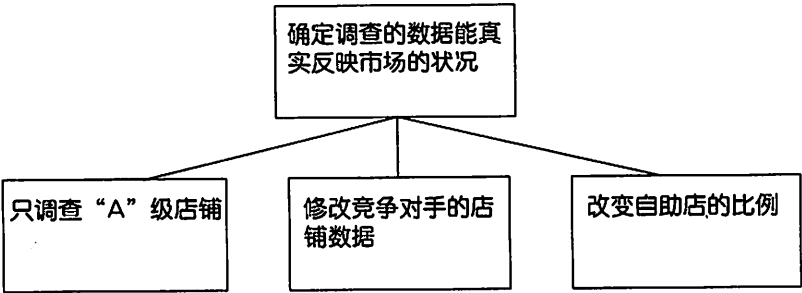 确定调查的数据能真
实反映市场的状况
只调查“A”级店铺
修改竞争对手的店
铺数据
改变自助店的比例